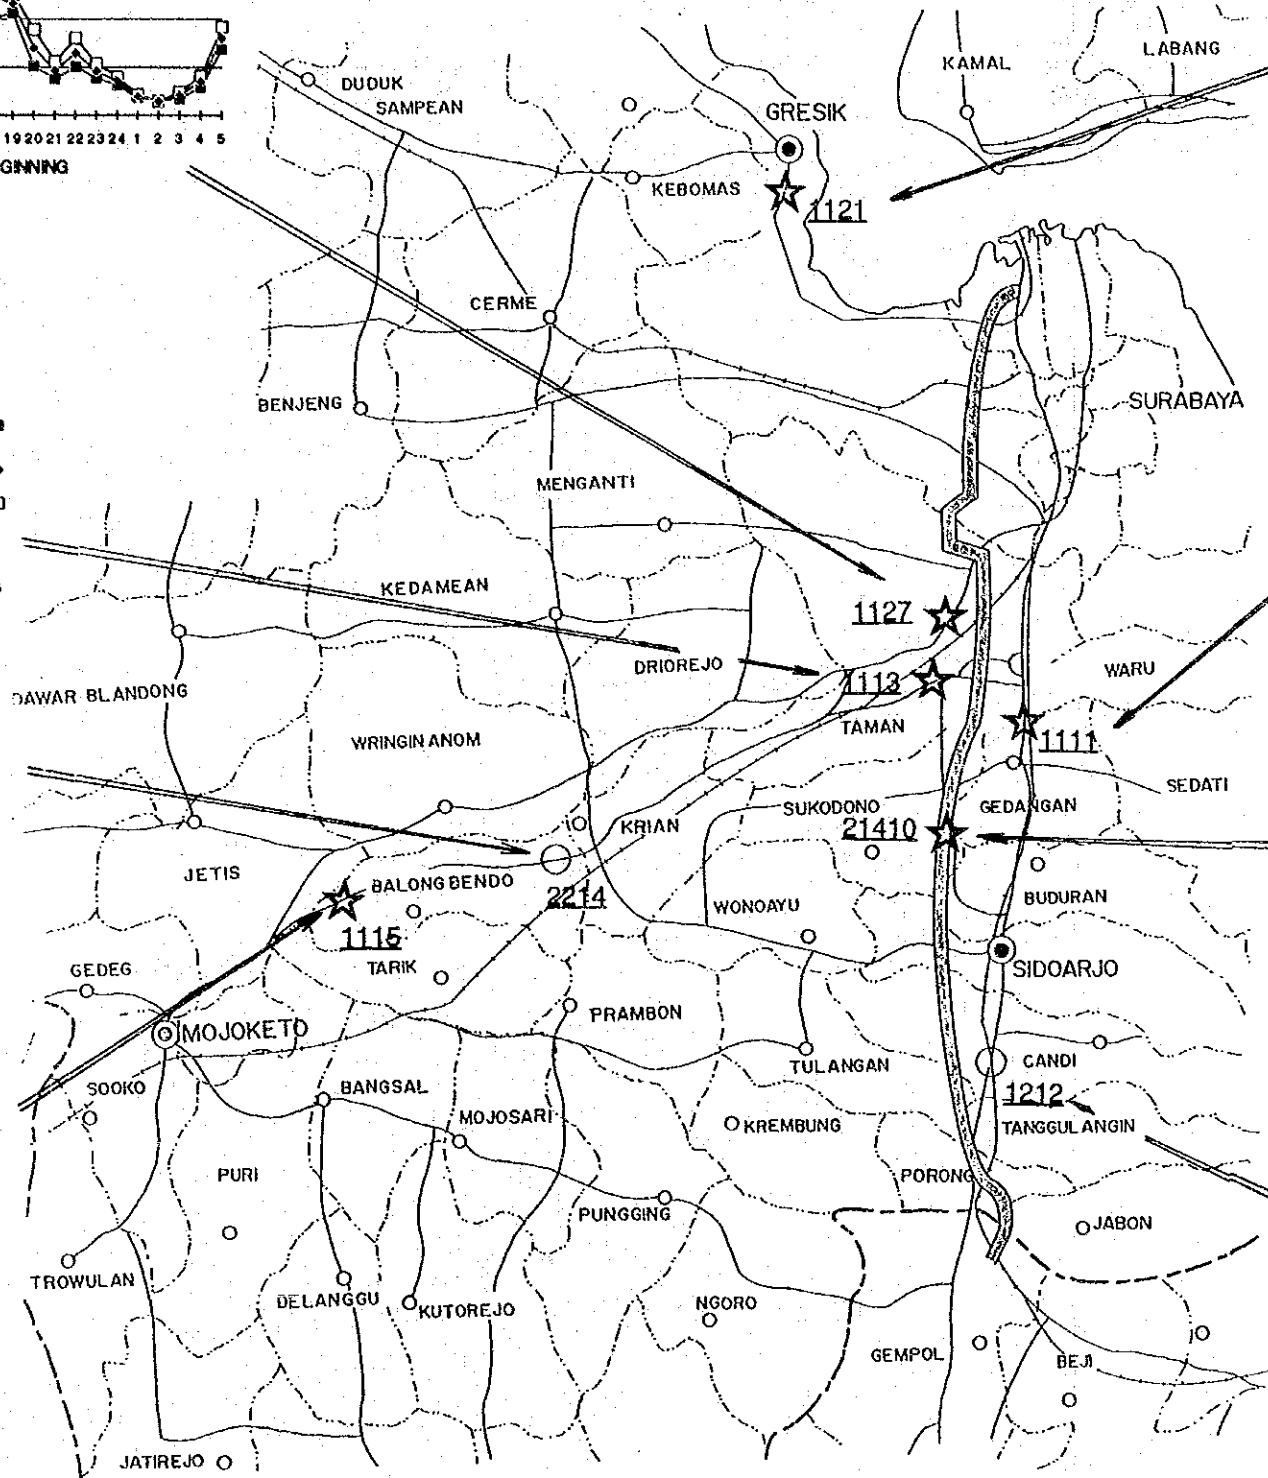 19 20 21 22 23 24 1 2 3 4 5
GINNING
LABANG
KAMAL
DUDUK
SAMPEAN
GRESIK
KEBOMAS
1121
CERME
BENJENG
SURABAYA
MENGANTI
KEDAMEAN
1127
DRIOREJO
WARU
DAWAR BLANDONG
1113
TAMAN
WRINGIN ANOM
1111
SEDATI
SUKODONO
GEDANGAN
KRIAN
21410
JETIS
BALONG BENDO
2214
BUDURAN
WONOAYU
1115
TARIK
GEDEG
SIDOARJO
PRAMBON
MOJOKETO
TULANGAN
CANDI
SOOKO
BANGSAL
1212
MOJOSARI
KREMBUNG
TANGGULANGIN
PURI
PORONG
PUNGGING
JABON
TROWULAN
DELANGGU
KUTOREJO
NGORO
GEMPOL
BEJI
JATIREJO